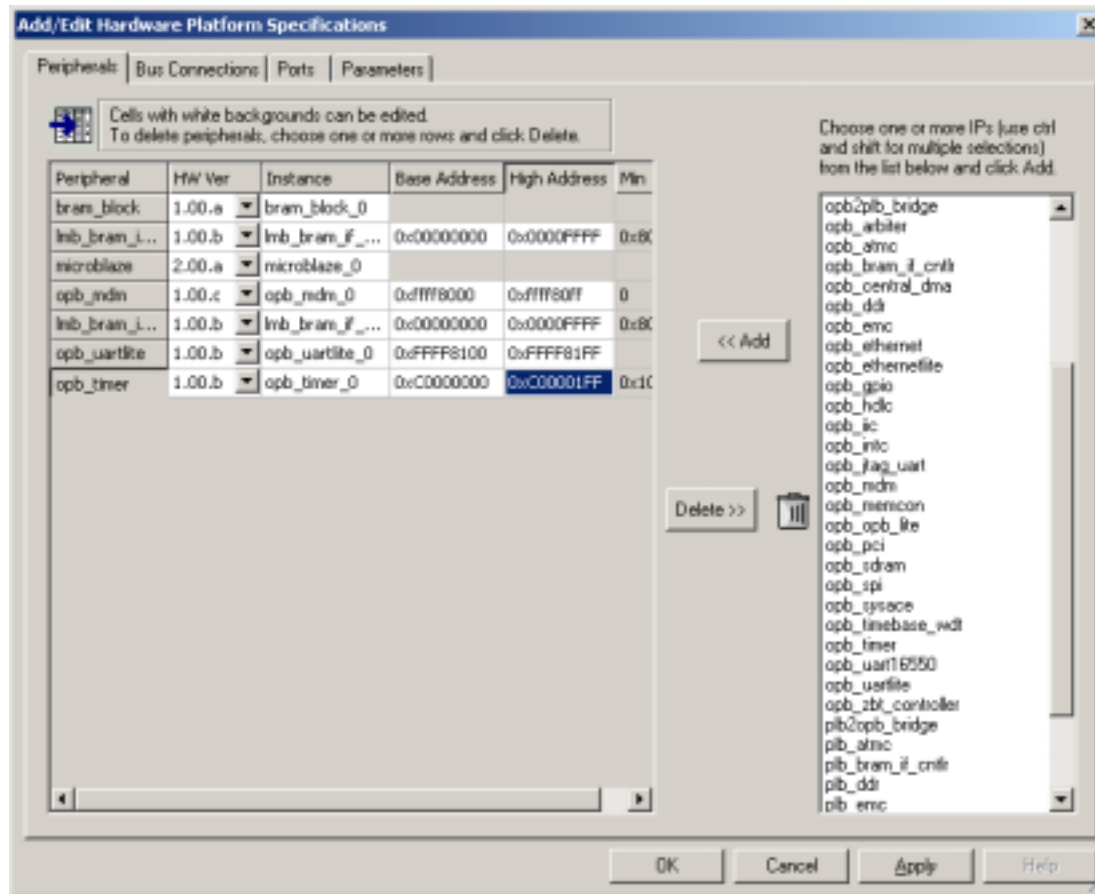 Add/Edit Hardware Platform Specifications
Peripherals Bus Connections Ports Parameters
Cells with white backgrounds can be edited.
To delete peripherals, choose one or more rows and click Delete.
Choose one or more IPs (use ctrl
and shift for multiple selections)
from the list below and click Add.
Peripheral HW Ver Instance Base Address High Address Min
bram_block 1.00.a bram_block_0
lmb_bram_i... 1.00.b lmb_bram_if_... 0x00000000 0x0000FFFF 0x80
microblaze 2.00.a microblaze_0
opb_mdm 1.00.c opb_mdm_0 0xffff8000 0xffff80ff 0
lmb_bram_i... 1.00.b lmb_bram_if_... 0x00000000 0x0000FFFF 0x80
opb_uartlite 1.00.b opb_uartlite_0 0xFFFF8100 0xFFFF81FF
opb_timer 1.00.b opb_timer_0 0xC0000000 0xC00001FF 0x10
<< Add
Delete >>
opb2plb_bridge
opb_arbiter
opb_atmc
opb_bram_if_cntlr
opb_central_dma
opb_ddr
opb_emc
opb_ethernet
opb_ethernetlite
opb_gpio
opb_hdlc
opb_iic
opb_intc
opb_jtag_uart
opb_mdm
opb_memcon
opb_opb_lite
opb_pci
opb_sdram
opb_spi
opb_sysace
opb_timebase_wdt
opb_timer
opb_uart16550
opb_uartlite
opb_zbt_controller
plb2opb_bridge
plb_atmc
plb_bram_if_cntlr
plb_ddr
plb_emc
OK Cancel Apply Help